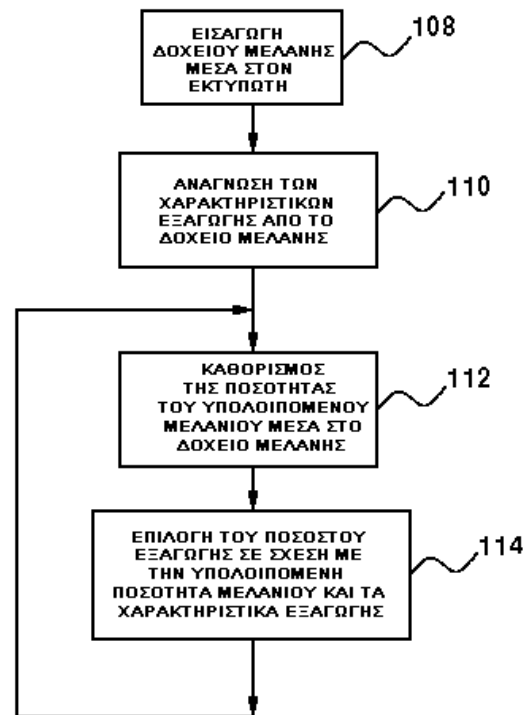 ΕΙΣΑΓΩΓΗ
ΔΟΧΕΙΟΥ ΜΕΛΑΝΗΣ
ΜΕΣΑ ΣΤΟΝ
ΕΚΤΥΠΩΤΗ
108
ΑΝΑΓΝΩΣΗ ΤΩΝ
ΧΑΡΑΚΤΗΡΙΣΤΙΚΩΝ
ΕΞΑΓΩΓΗΣ ΑΠΟ ΤΟ
ΔΟΧΕΙΟ ΜΕΛΑΝΗΣ
110
ΚΑΘΟΡΙΣΜΟΣ
ΤΗΣ ΠΟΣΟΤΗΤΑΣ
ΤΟΥ ΥΠΟΛΟΙΠΟΜΕΝΟΥ
ΜΕΛΑΝΙΟΥ ΜΕΣΑ ΣΤΟ
ΔΟΧΕΙΟ ΜΕΛΑΝΗΣ
112
ΕΠΙΛΟΓΗ ΤΟΥ ΠΟΣΟΣΤΟΥ
ΕΞΑΓΩΓΗΣ ΣΕ ΣΧΕΣΗ ΜΕ
ΤΗΝ ΥΠΟΛΟΙΠΟΜΕΝΗ
ΠΟΣΟΤΗΤΑ ΜΕΛΑΝΙΟΥ ΚΑΙ ΤΑ
ΧΑΡΑΚΤΗΡΙΣΤΙΚΑ ΕΞΑΓΩΓΗΣ
114